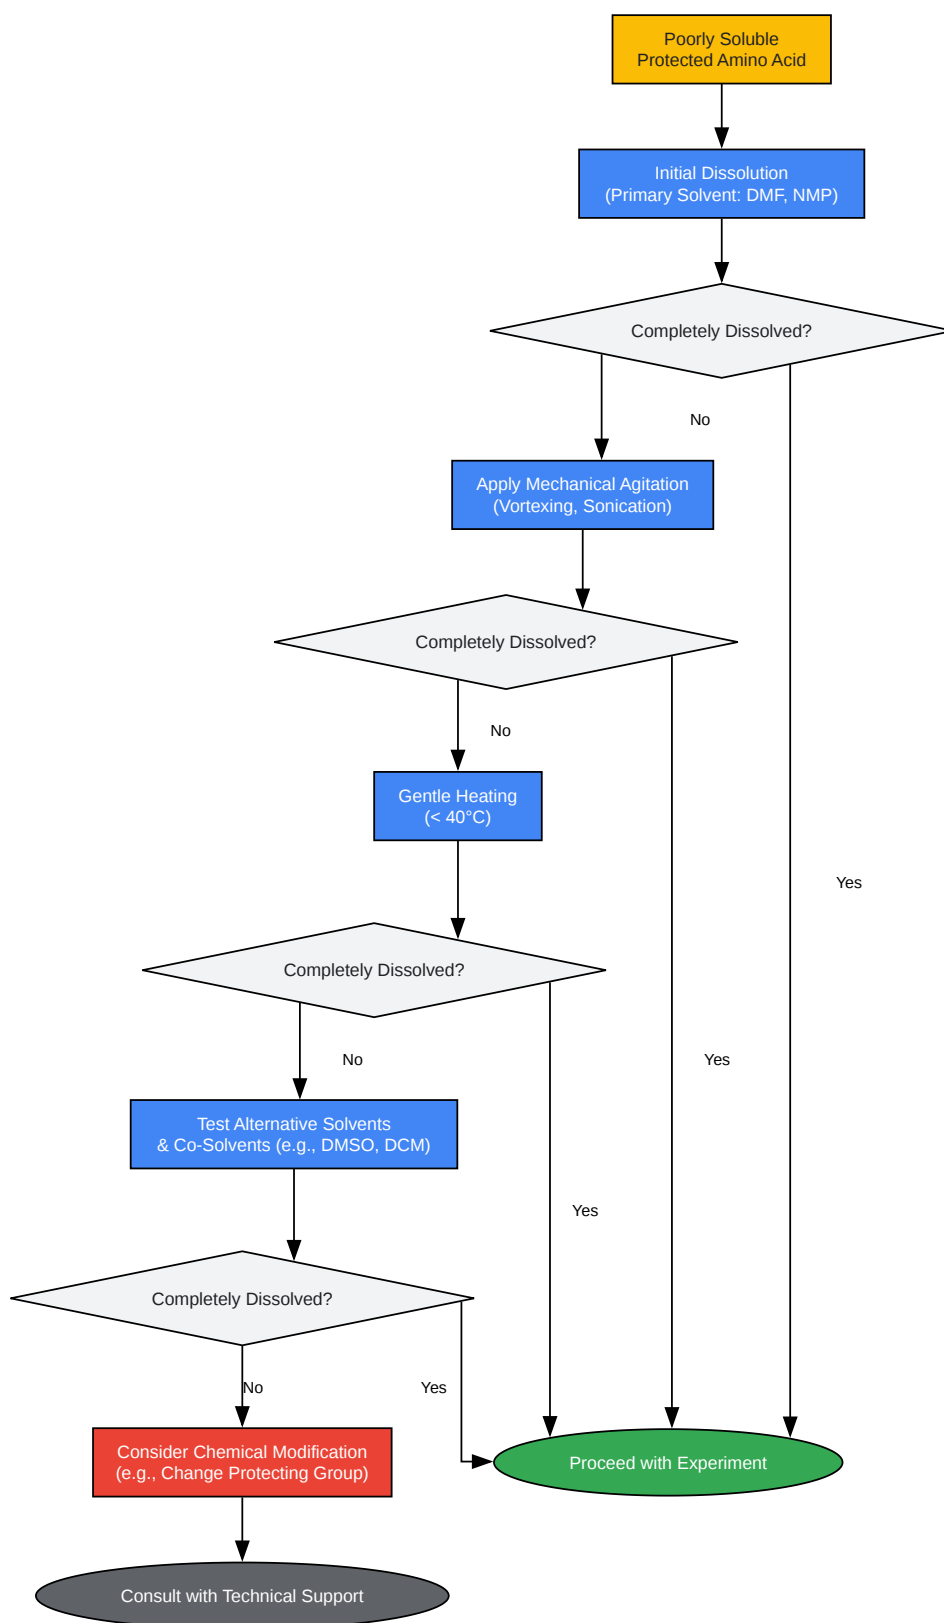 Poorly Soluble
Protected Amino Acid
Initial Dissolution
(Primary Solvent: DMF, NMP)
Completely Dissolved?
No
Apply Mechanical Agitation
(Vortexing, Sonication)
Completely Dissolved?
No
Gentle Heating
(< 40°C)
Yes
Completely Dissolved?
No
Yes
Test Alternative Solvents
& Co-Solvents (e.g., DMSO, DCM)
Yes
Completely Dissolved?
No
Yes
Consider Chemical Modification
(e.g., Change Protecting Group)
Proceed with Experiment
Consult with Technical Support